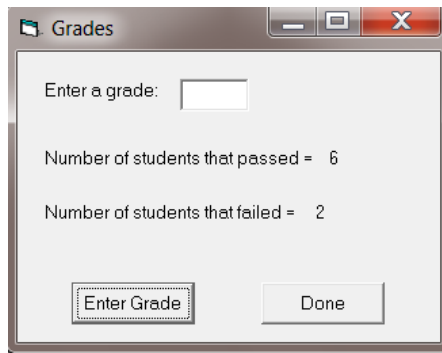 Grades
Enter a grade:
Number of students that passed = 6
Number of students that failed = 2
Enter Grade Done